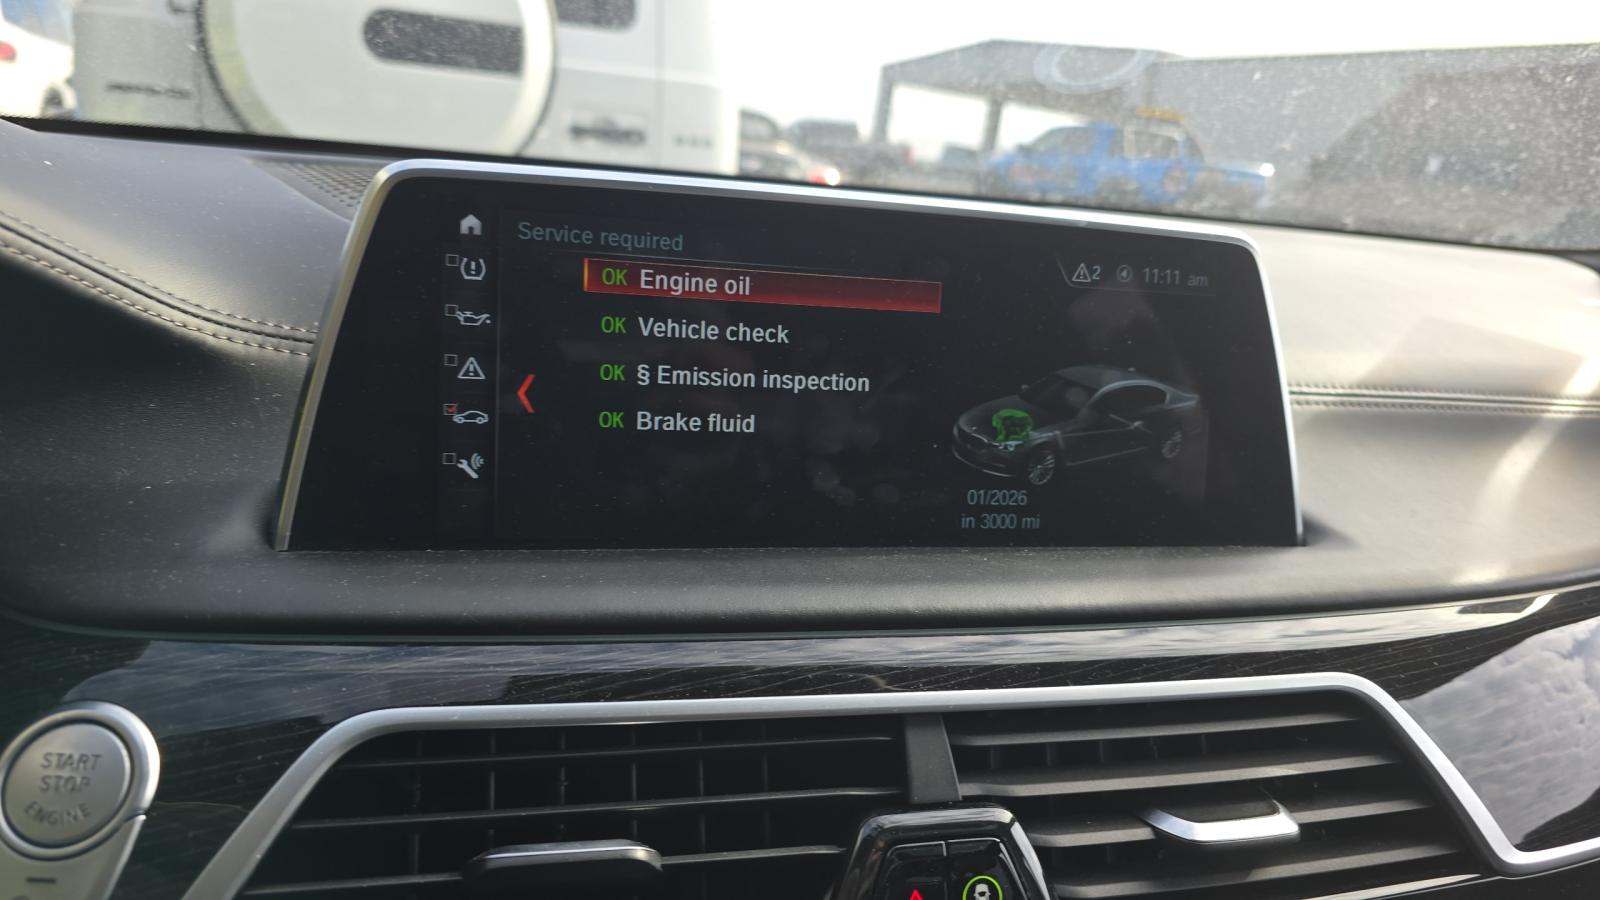 Service required
2 11:11 am
OK Engine oil
OK Vehicle check
OK § Emission inspection
OK Brake fluid
01/2026
in 3000 mi
START
STOP
ENGINE